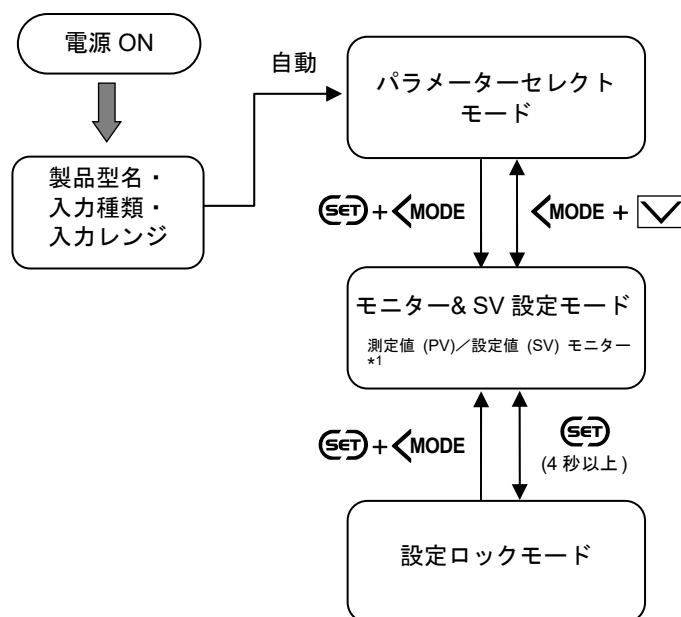 電源 ON
自動
パラメーターセレクト
モード
製品型名・
入力種類・
入力レンジ
SET + <MODE
<MODE +
モニター& SV 設定モード
測定値 (PV)／設定値 (SV) モニター
*1
SET + <MODE
SET
(4 秒以上)
設定ロックモード